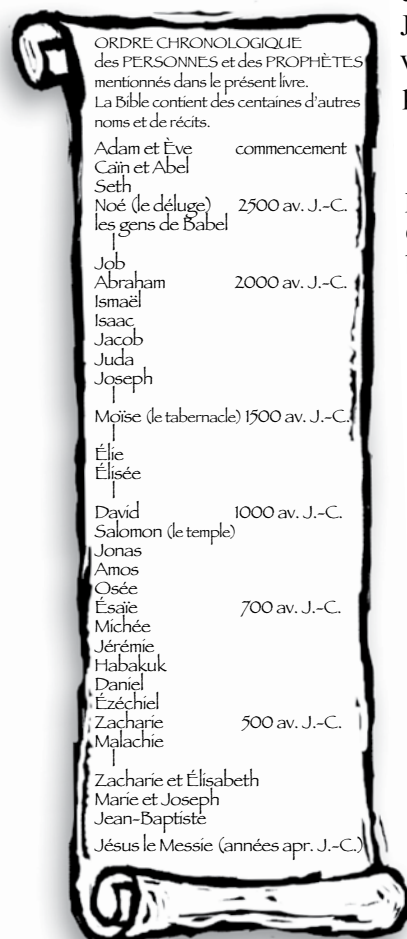 ORDRE CHRONOLOGIQUE
des PERSONNES et des PROPHÈTES
mentionnés dans le présent livre.
La Bible contient des centaines d'autres
noms et de récits.
Adam et Ève commencement
Caïn et Abel
Seth
Noé (le déluge) 2500 av. J.-C.
les gens de Babel
|
Job
Abraham 2000 av. J.-C.
Ismaël
Isaac
Jacob
Juda
Joseph
|
Moïse (le tabernacle) 1500 av. J.-C.
|
Élie
Élisée
|
David 1000 av. J.-C.
Salomon (le temple)
Jonas
Amos
Osée
Ésaïe 700 av. J.-C.
Michée
Jérémie
Habakuk
Daniel
Ézéchiel
Zacharie 500 av. J.-C.
Malachie
|
Zacharie et Élisabeth
Marie et Joseph
Jean-Baptiste
Jésus le Messie (années apr. J.-C.)